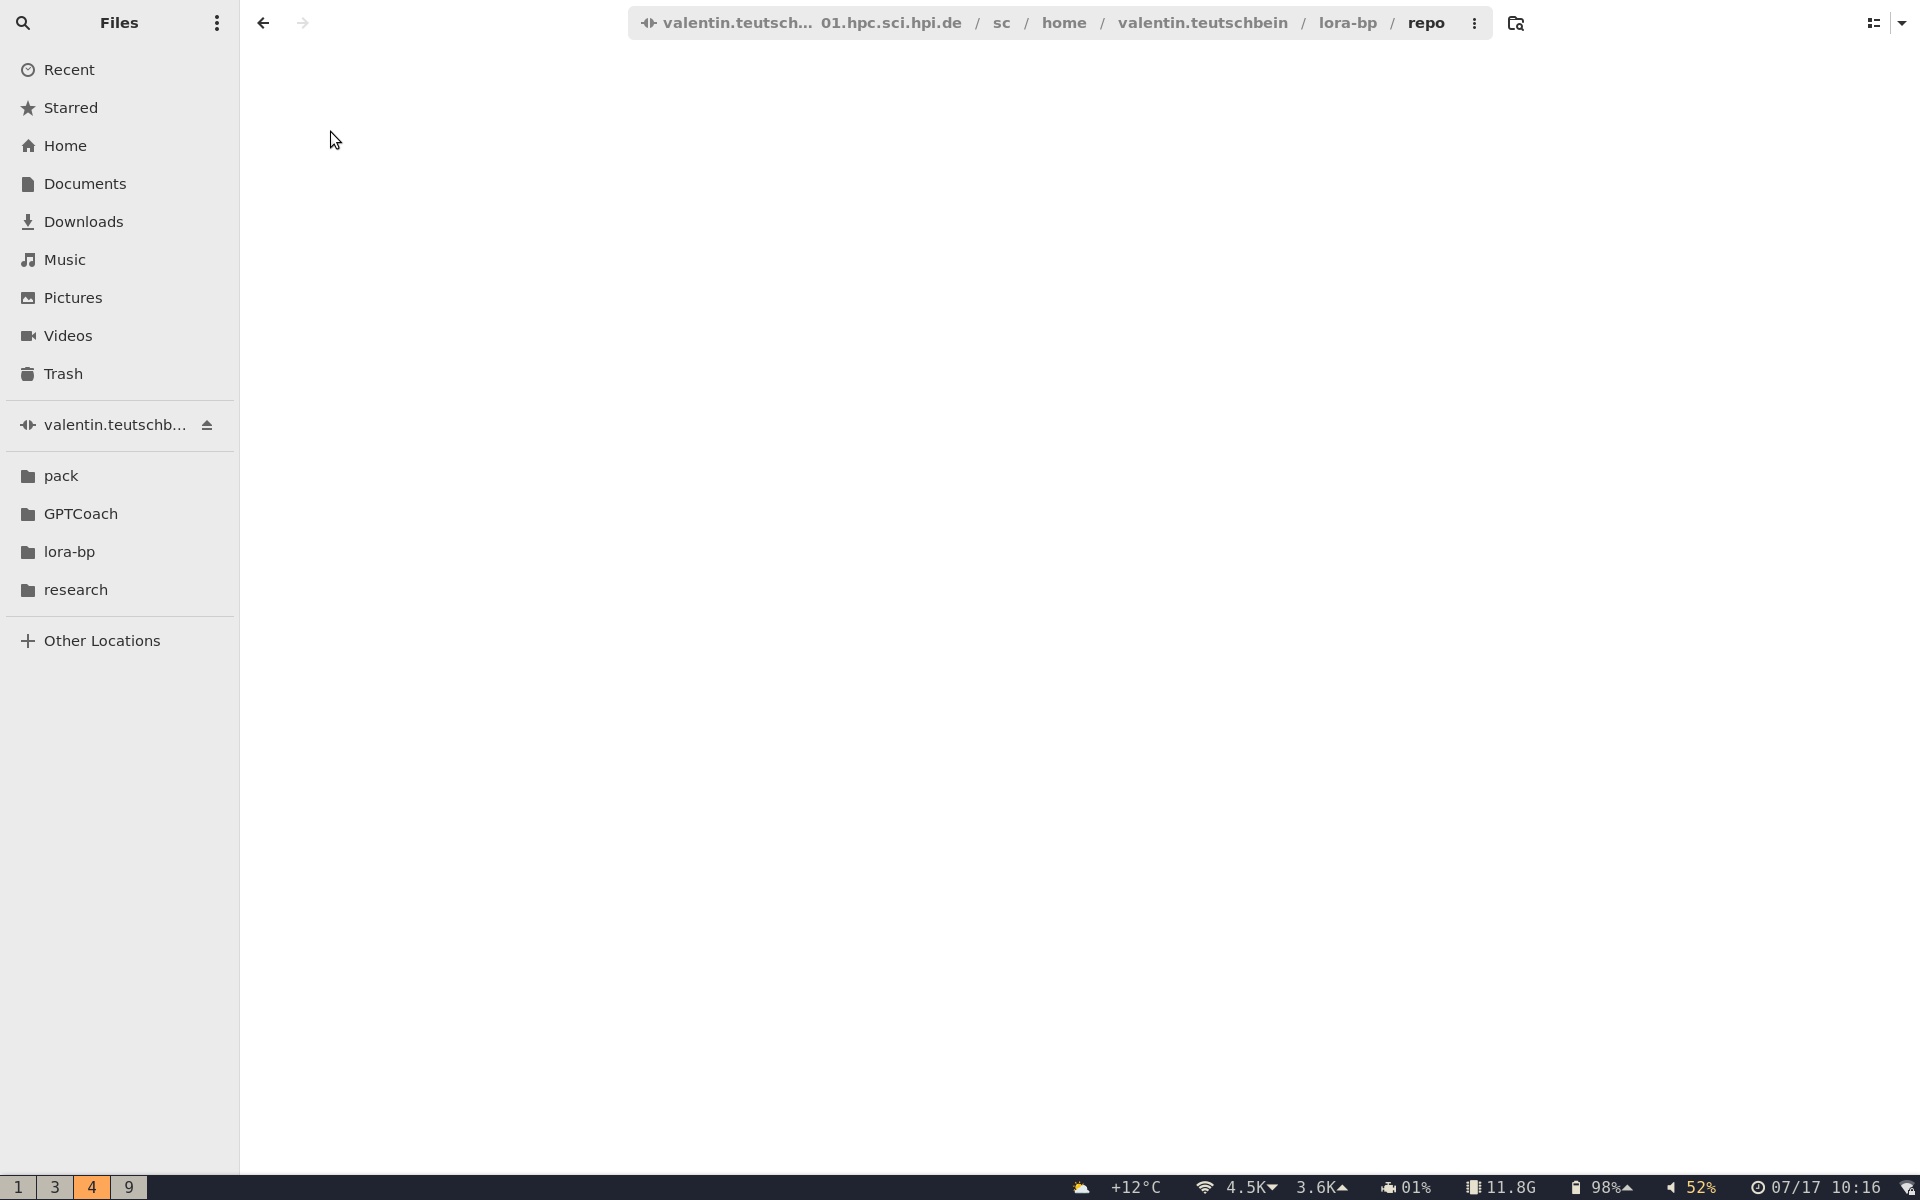 Files
valentin.teutsch... 01.hpc.sci.hpi.de / sc / home / valentin.teutschbein / lora-bp / repo
Recent
Starred
Home
Documents
Downloads
Music
Pictures
Videos
Trash
valentin.teutschb...
pack
GPTCoach
lora-bp
research
Other Locations
1 3 4 9 +12°C 4.5K 3.6K 01% 11.8G 98% 52% 07/17 10:16